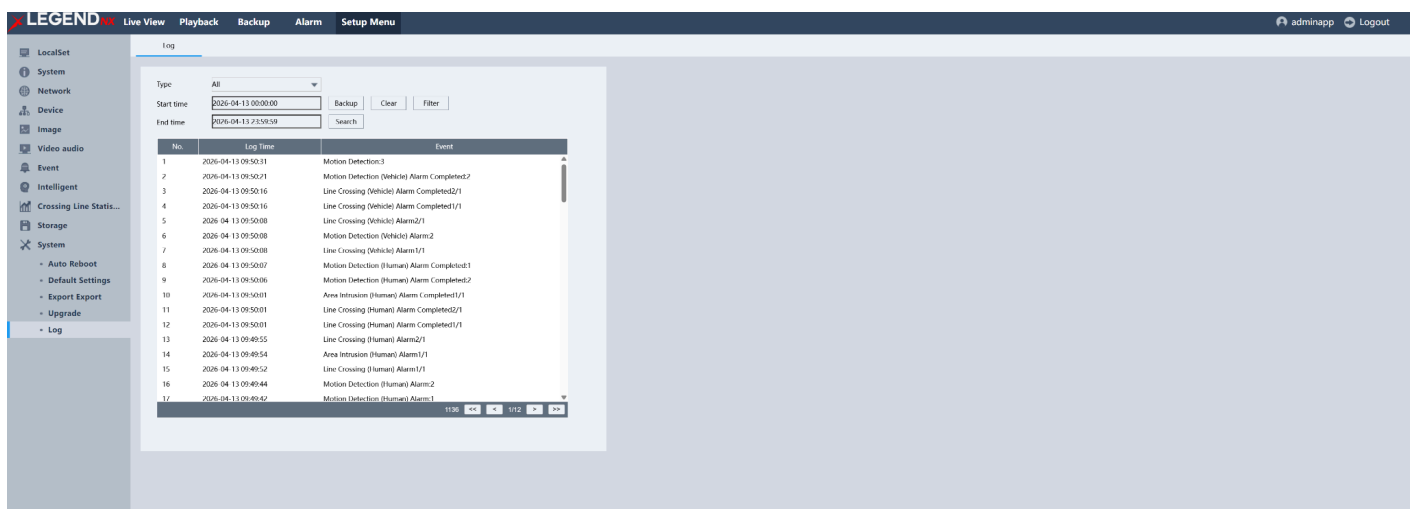 LEGENDXX Live View Playback Backup Alarm Setup Menu adminapp Logout
LocalSet
System
Network
Device
Image
Video audio
Event
Intelligent
Crossing Line Statis...
Storage
System
Auto Reboot
Default Settings
Export Export
Upgrade
Log
Log
Type All
Start time 2026-04-13 00:00:00 Backup Clear Filter
End time 2026-04-13 23:59:59 Search
No. Log Time Event
1 2026-04-13 09:50:31 Motion Detection:3
2 2026-04-13 09:50:21 Motion Detection (Vehicle) Alarm Completed:2
3 2026-04-13 09:50:16 Line Crossing (Vehicle) Alarm Completed2/1
4 2026-04-13 09:50:16 Line Crossing (Vehicle) Alarm Completed1/1
5 2026-04-13 09:50:08 Line Crossing (Vehicle) Alarm2/1
6 2026-04-13 09:50:08 Motion Detection (Vehicle) Alarm:2
7 2026-04-13 09:50:08 Line Crossing (Vehicle) Alarm1/1
8 2026-04-13 09:50:07 Motion Detection (Human) Alarm Completed:1
9 2026-04-13 09:50:06 Motion Detection (Human) Alarm Completed:2
10 2026-04-13 09:50:01 Area Intrusion (Human) Alarm Completed1/1
11 2026-04-13 09:50:01 Line Crossing (Human) Alarm Completed2/1
12 2026-04-13 09:50:01 Line Crossing (Human) Alarm Completed1/1
13 2026-04-13 09:49:55 Line Crossing (Human) Alarm2/1
14 2026-04-13 09:49:54 Area Intrusion (Human) Alarm1/1
15 2026-04-13 09:49:52 Line Crossing (Human) Alarm1/1
16 2026-04-13 09:49:44 Motion Detection (Human) Alarm:2
17 2026-04-13 09:49:42 Motion Detection (Human) Alarm:1
1136 << < 1/12 > >>